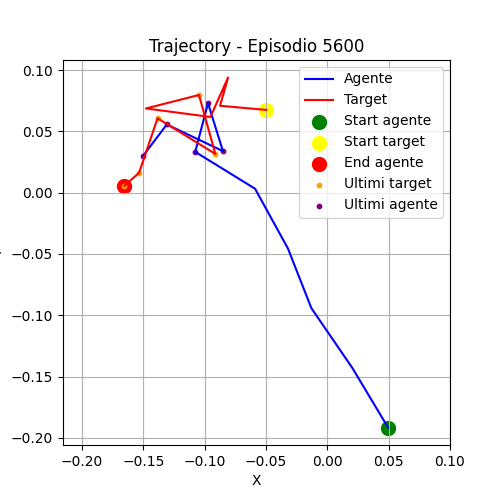 Trajectory - Episodio 5600
0.10
0.05
0.00
−0.05
−0.10
−0.15
−0.20
Agente
Target
Start agente
Start target
End agente
Ultimi target
Ultimi agente
−0.20 −0.15 −0.10 −0.05 0.00 0.05 0.10
X